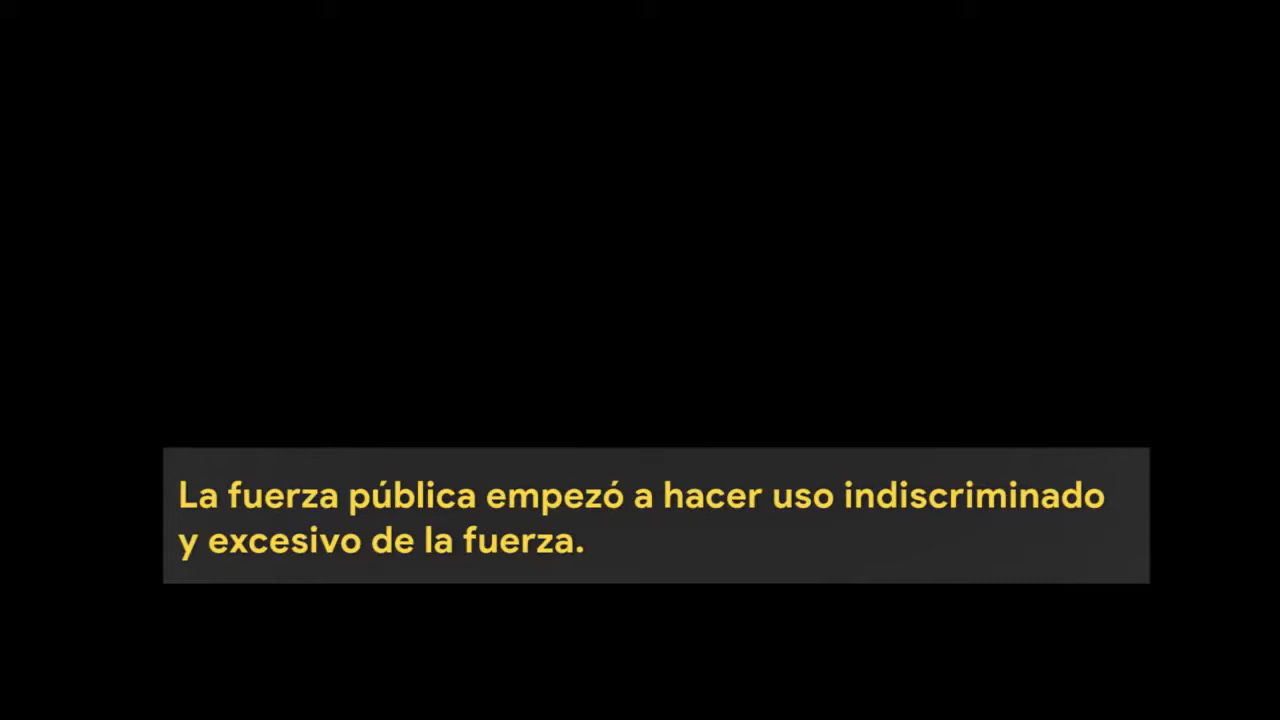 La fuerza pública empezó a hacer uso indiscriminado
y excesivo de la fuerza.